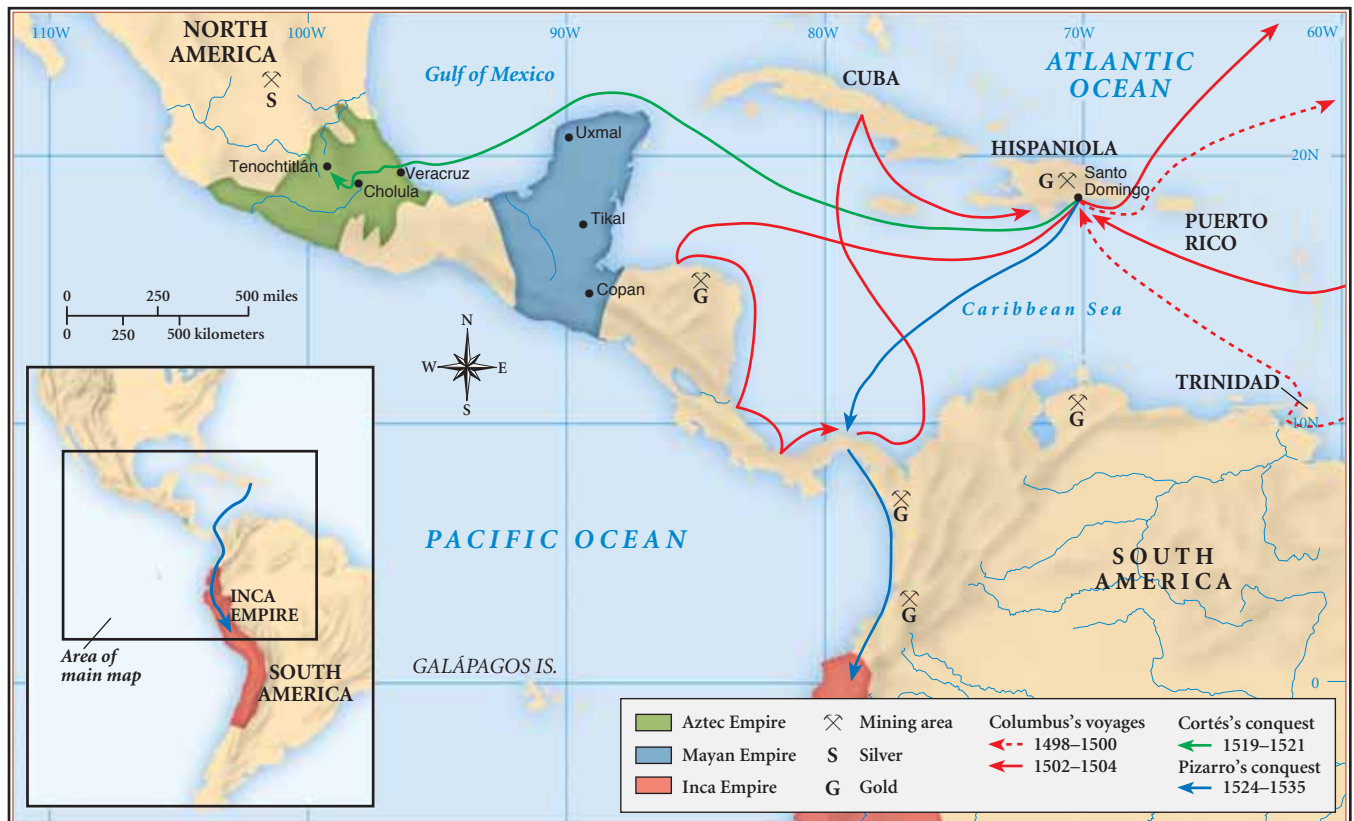 110W
100W
90W
80W
70W
60W
NORTH
AMERICA
S
Gulf of Mexico
CUBA
ATLANTIC
OCEAN
Uxmal
HISPANIOLA
20N
Tenochtitlán
Veracruz
Cholula
G
Santo
Domingo
Tikal
PUERTO
RICO
Copan
G
0 250 500 miles
0 250 500 kilometers
Caribbean Sea
N
W
E
S
TRINIDAD
10N
G
G
PACIFIC OCEAN
SOUTH
AMERICA
G
INCA
EMPIRE
Area of
main map
SOUTH
AMERICA
GALÁPAGOS IS.
0
Aztec Empire
Mayan Empire
Inca Empire
Mining area
S Silver
G Gold
Columbus's voyages
1498–1500
1502–1504
Cortés's conquest
1519–1521
Pizarro's conquest
1524–1535